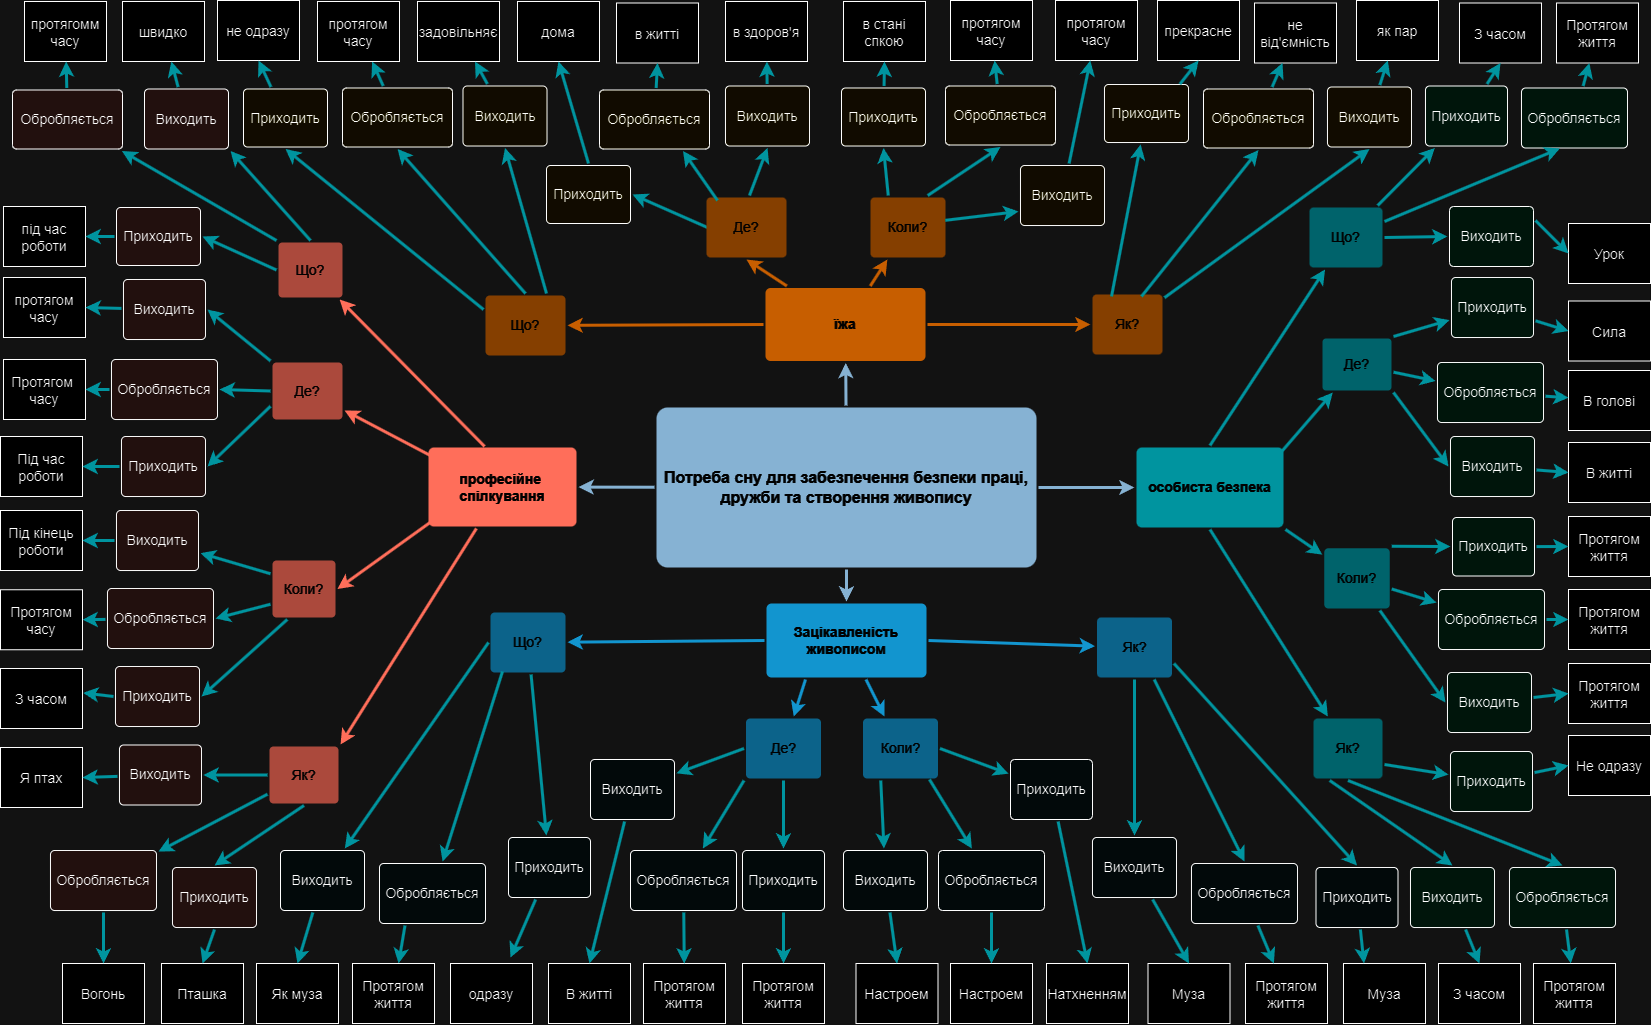 протягомм
часу
швидко
не одразу
протягом
часу
задовільняє
дома
в житті
в здоров'я
в стані
спкою
протягом
часу
протягом
часу
прекрасне
не
від'ємність
як пар
З часом
Протягом
життя
Обробляється
Виходить
Приходить
Обробляється
Виходить
Обробляється
Виходить
Приходить
Обробляється
Приходить
Обробляється
Виходить
Приходить
Обробляється
Приходить
Виходить
під час
роботи
Приходить
Що?
Де?
Коли?
Що?
Виходить
Урок
протягом
часу
Виходить
Що?
їжа
Як?
Приходить
Сила
Протягом
часу
Обробляється
Де?
Де?
Обробляється
В голові
Під час
роботи
Приходить
професійне
спілкування
Потреба сну для забезпечення безпеки праці,
дружби та створення живопису
особиста безпека
Виходить
В житті
Під кінець
роботи
Виходить
Коли?
Коли?
Приходить
Протягом
життя
Протягом
часу
Обробляється
Що?
Зацікавленість
живописом
Як?
Обробляється
Протягом
життя
З часом
Приходить
Виходить
Протягом
життя
Я птах
Виходить
Як?
Де?
Коли?
Як?
Приходить
Не одразу
Виходить
Приходить
Обробляється
Приходить
Виходить
Обробляється
Приходить
Обробляється
Приходить
Виходить
Обробляється
Виходить
Обробляється
Приходить
Виходить
Обробляється
Вогонь
Пташка
Як муза
Протягом
життя
одразу
В житті
Протягом
життя
Протягом
життя
Настроем
Настроем
Натхненням
Муза
Протягом
життя
Муза
З часом
Протягом
життя